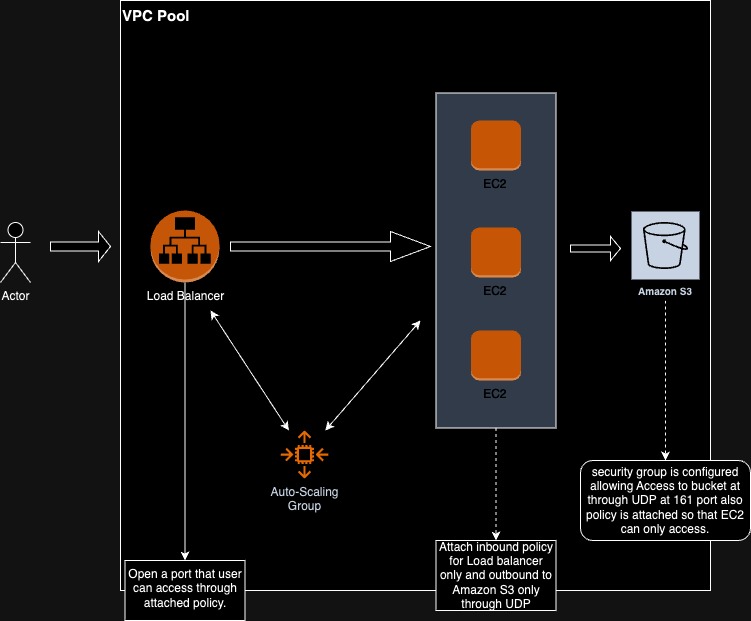 VPC Pool
EC2
EC2
EC2
Load Balancer
Actor
Amazon S3
Auto-Scaling
Group
security group is configured
allowing Access to bucket at
through UDP at 161 port also
policy is attached so that EC2
can only access.
Attach inbound policy
for Load balancer
only and outbound to
Amazon S3 only
through UDP
Open a port that user
can access through
attached policy.